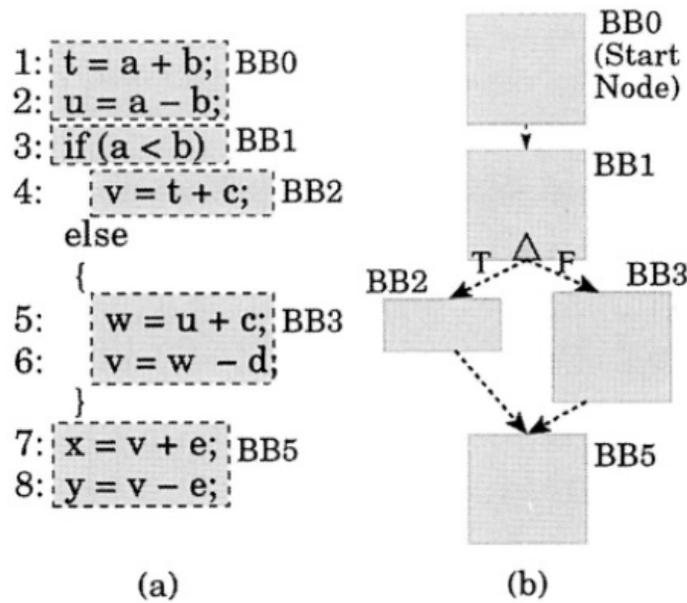 1: t = a + b; BB0
2: u = a – b;
3: if (a < b) BB1
4: v = t + c; BB2
else
{
5: w = u + c; BB3
6: v = w – d;
}
7: x = v + e; BB5
8: y = v – e;
(a)
BB0
(Start
Node)
BB1
T F
BB2 BB3
BB5
(b)